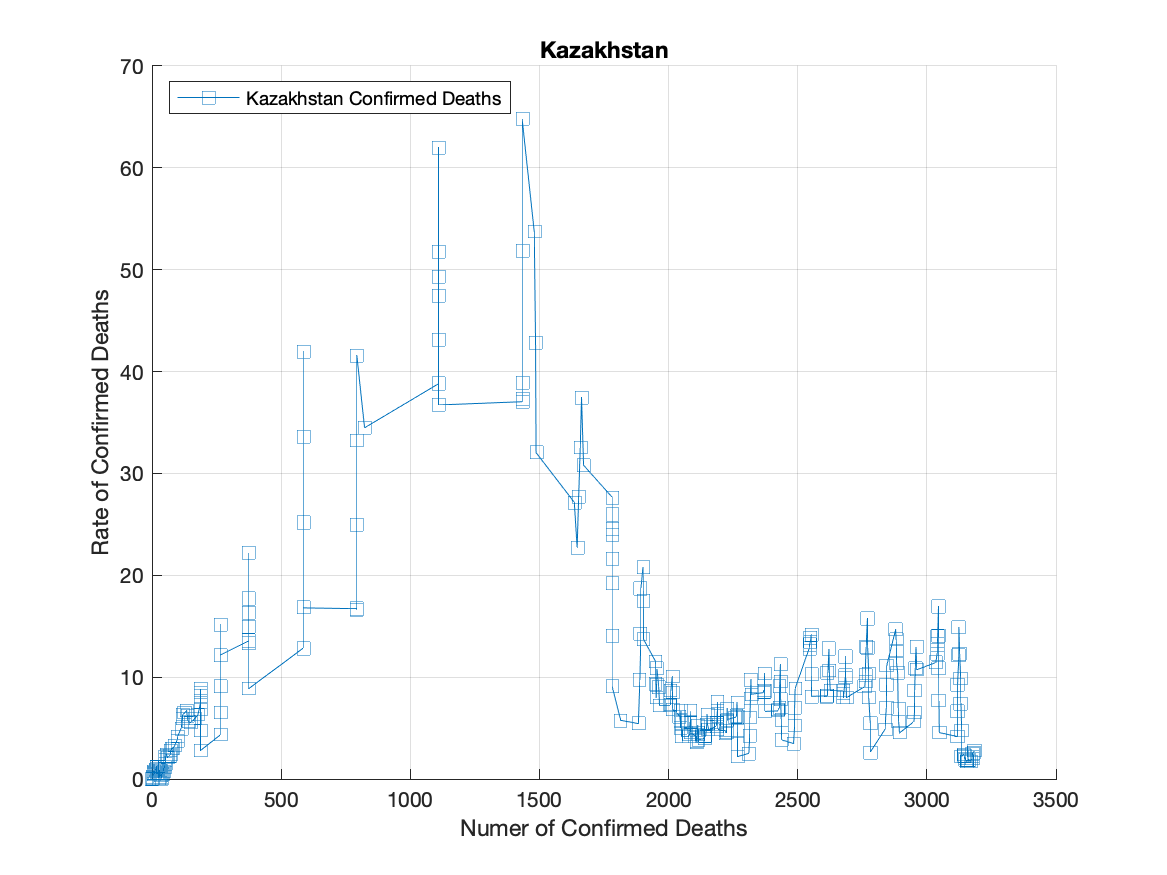 Kazakhstan
70
Kazakhstan Confirmed Deaths
60
50
40
30
20
10
0
Rate of Confirmed Deaths
0 500 1000 1500 2000 2500 3000 3500
Numer of Confirmed Deaths